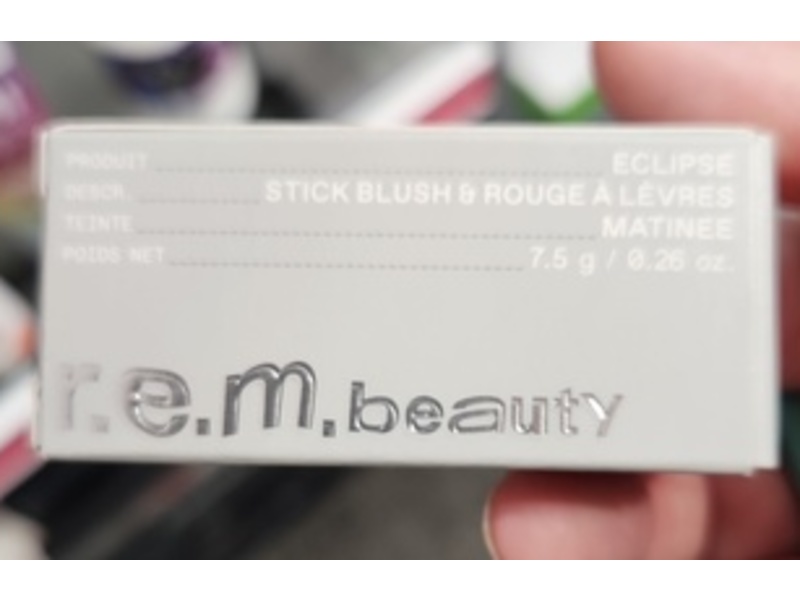 PRODUIT ECLIPSE
DESCR. STICK BLUSH & ROUGE À LÈVRES
TEINTE MATINEE
POIDS NET 7.5 g / 0.26 oz.
r.e.m.beauty